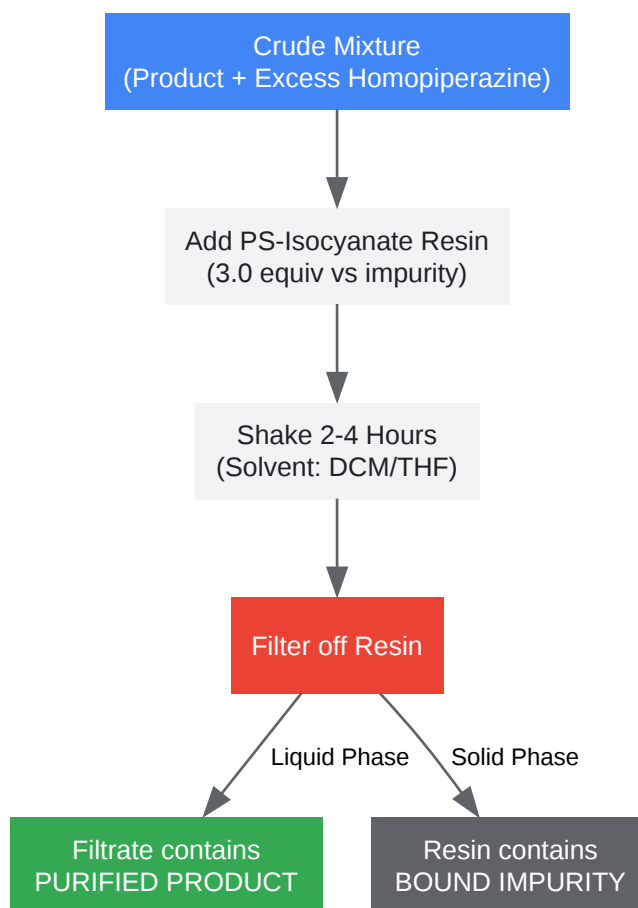 Crude Mixture
(Product + Excess Homopiperazine)
Add PS-Isocyanate Resin
(3.0 equiv vs impurity)
Shake 2-4 Hours
(Solvent: DCM/THF)
Filter off Resin
Liquid Phase
Solid Phase
Filtrate contains
PURIFIED PRODUCT
Resin contains
BOUND IMPURITY